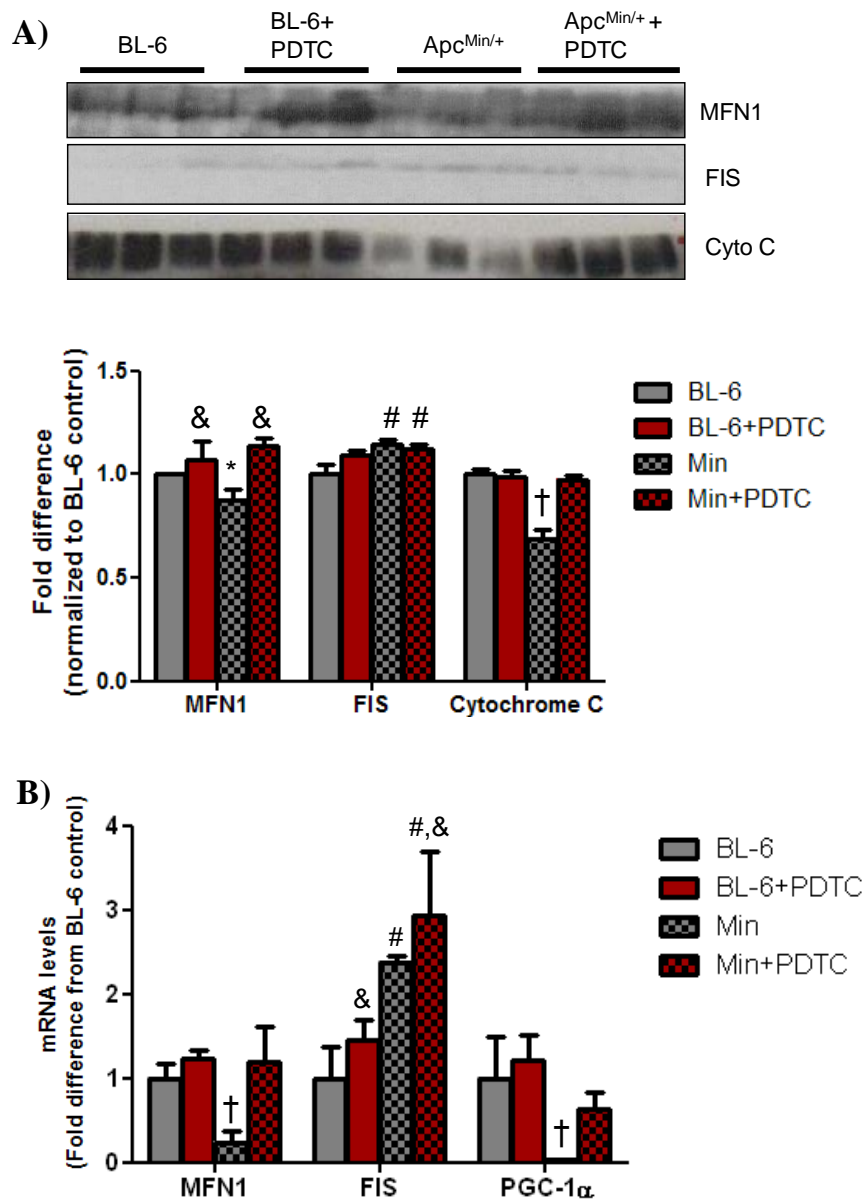 A)
BL-6
BL-6+
PDTC
Apc^Min/+
Apc^Min/+ +
PDTC
MFN1
FIS
Cyto C
Fold difference
(normalized to BL-6 control)
1.5
1.0
0.5
0.0
& & * # # †
MFN1 FIS Cytochrome C
BL-6
BL-6+PDTC
Min
Min+PDTC
B)
mRNA levels
(Fold difference from BL-6 control)
4
3
2
1
0
† & # #,& †
MFN1 FIS PGC-1α
BL-6
BL-6+PDTC
Min
Min+PDTC